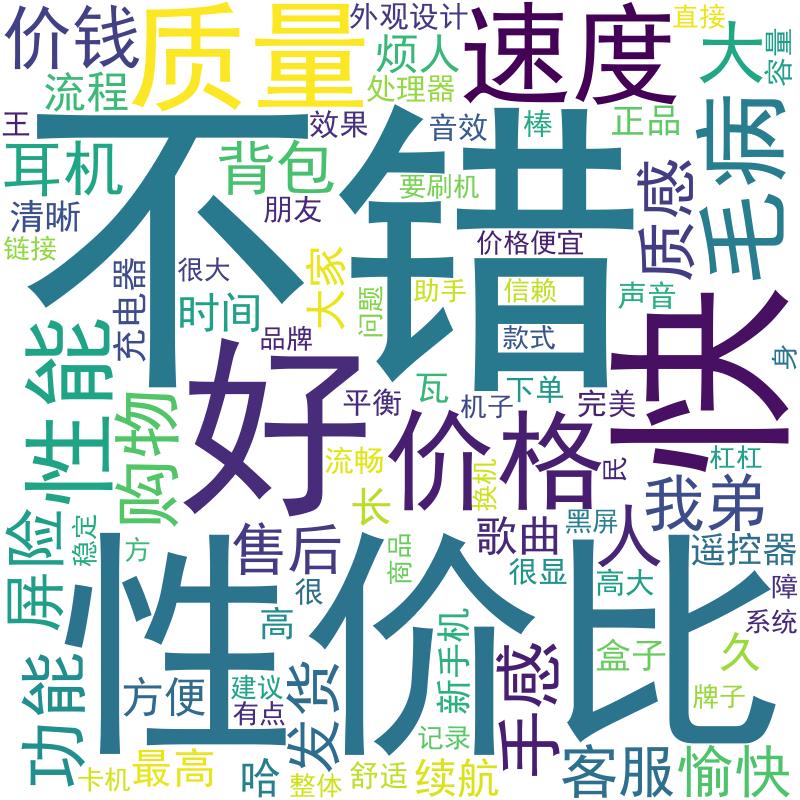 价钱
质量
外观设计
速度
直接
大
容量
流程
烦人
处理器
王
不错
效果
音效
棒
正品
毛病
耳机
背包
要刷机
质感
清晰
朋友
链接
价格便宜
充电器
很大
时间
大家
问题
助手
信赖
声音
快
品牌
款式
身
性能
好
瓦
下单
平衡
机子
完美
购物
价格
流畅
换机
民
杠杠
长
我弟
屏险
稳定
方
售后
商品
歌曲
黑屏
人
遥控器
性价比
很
很显
高大
障
高
新手机
系统
功能
方便
建议
有点
发货
手感
盒子
久
牌子
记录
卡机
最高
哈
整体
舒适
续航
客服
愉快